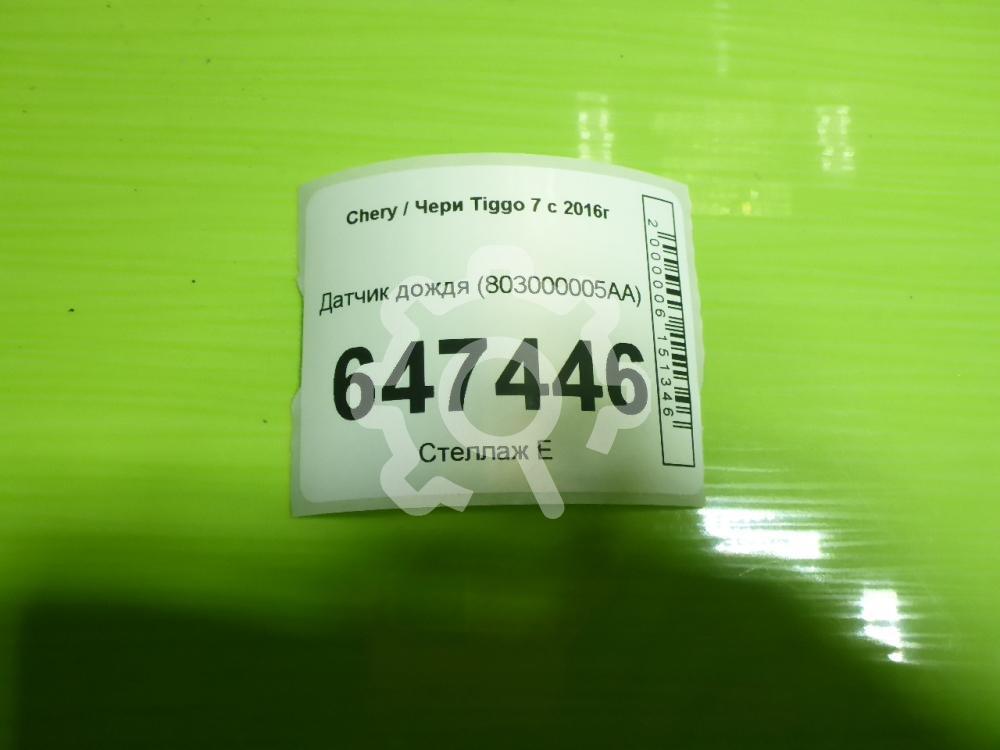 Chery / Чери Tiggo 7 с 2016г
Датчик дождя (803000005AA)
647446
Стеллаж Е
2000006151346